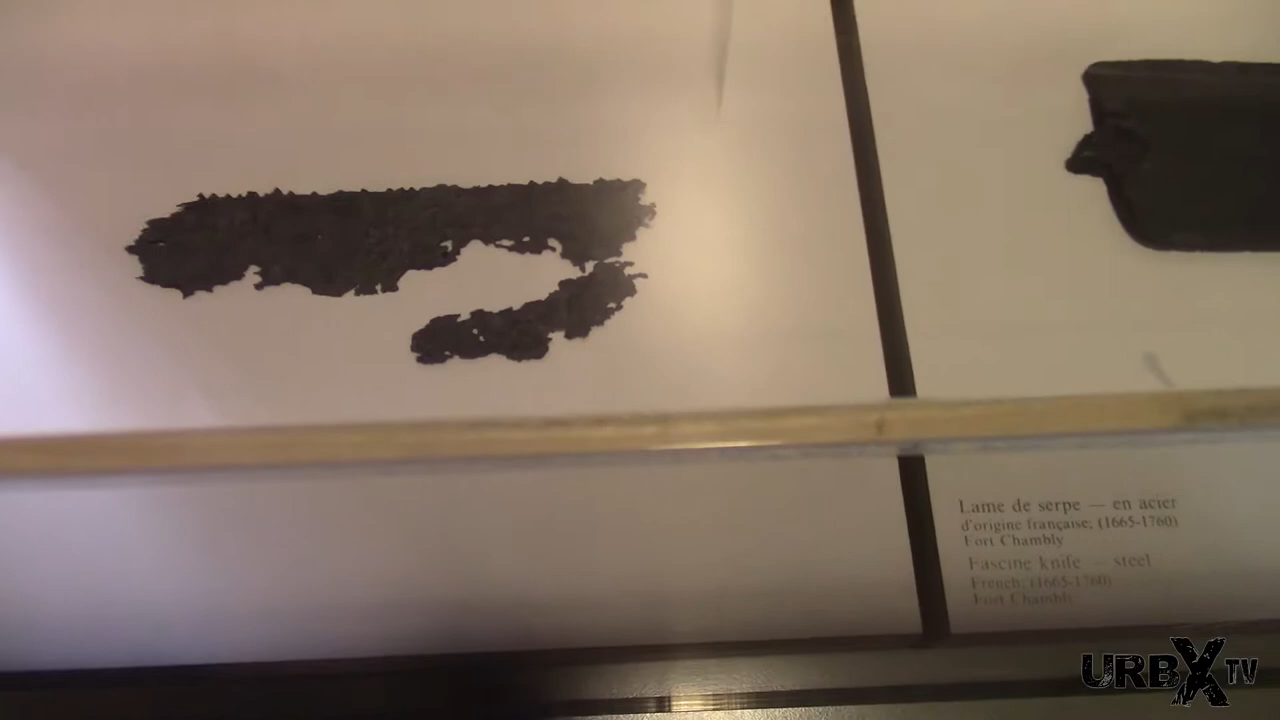 Lame de serpe — en acier
d'origine française; (1665-1760)
Fort Chambly
Fascine knife — steel
French; (1665-1760)
Fort Chambly
URBX TV